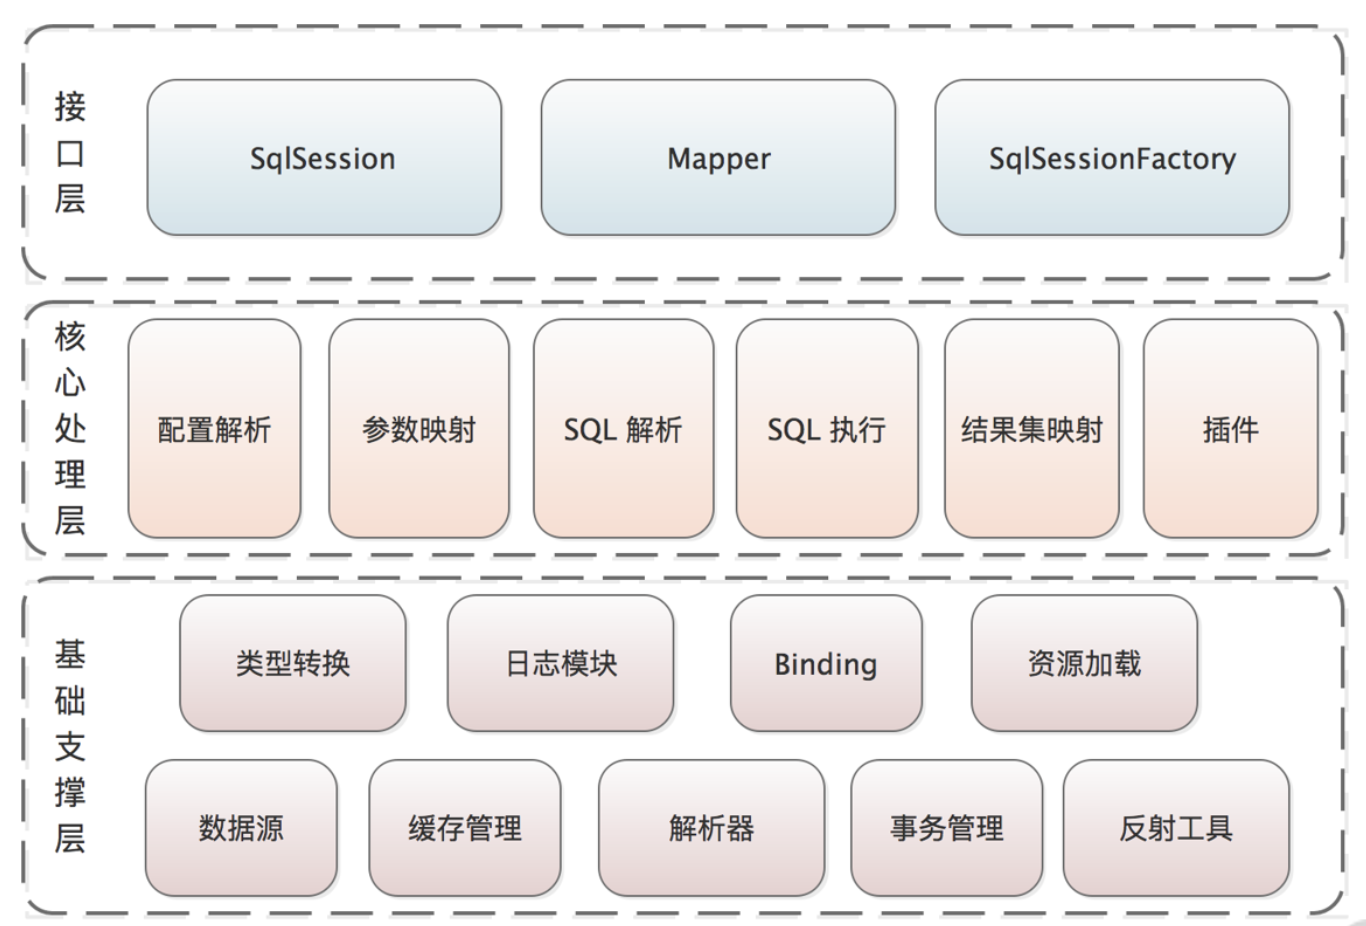 接口层
SqlSession
Mapper
SqlSessionFactory
核心处理层
配置解析
参数映射
SQL 解析
SQL 执行
结果集映射
插件
基础支撑层
类型转换
日志模块
Binding
资源加载
数据源
缓存管理
解析器
事务管理
反射工具